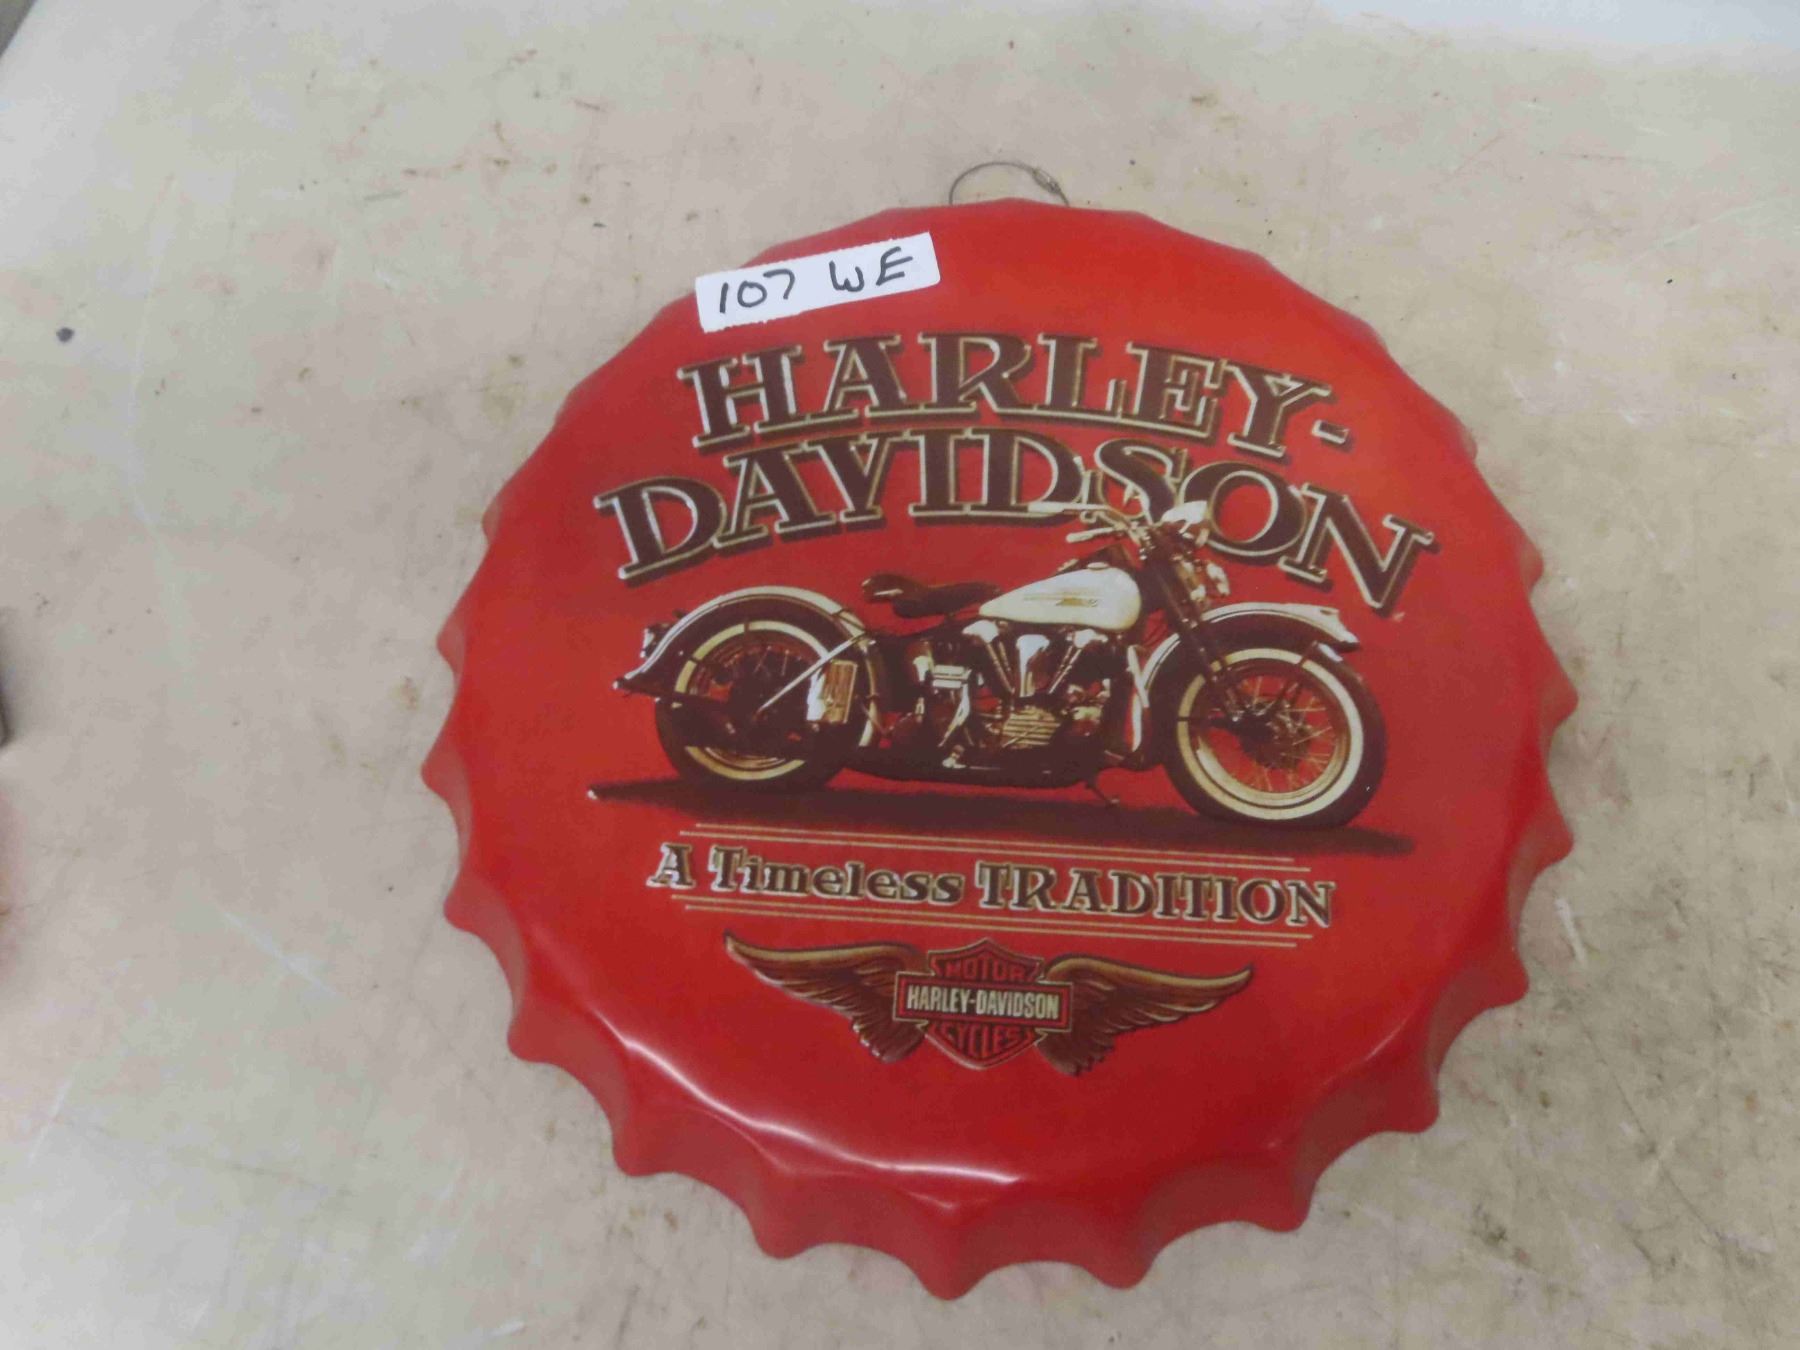 107 WE
HARLEY-
DAVIDSON
A Timeless TRADITION
MOTOR
HARLEY-DAVIDSON
CYCLES